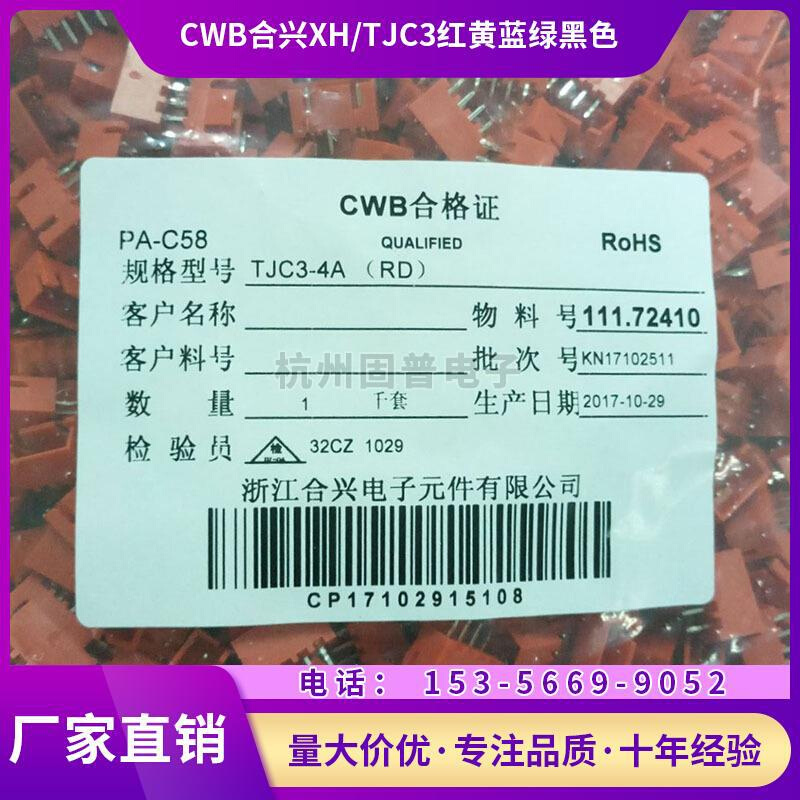 CWB合兴XH/TJC3红黄蓝绿黑色
CWB合格证
PA-C58 QUALIFIED RoHS
规格型号 TJC3-4A （RD）
客户名称 物料号 111.72410
客户料号 批次号 KN17102511
杭州固普电子
数量 1 千套 生产日期 2017-10-29
检验员 检 32CZ 1029
浙江合兴电子元件有限公司
CP17102915108
电话： 153-5669-9052
厂家直销
量大价优·专注品质·十年经验